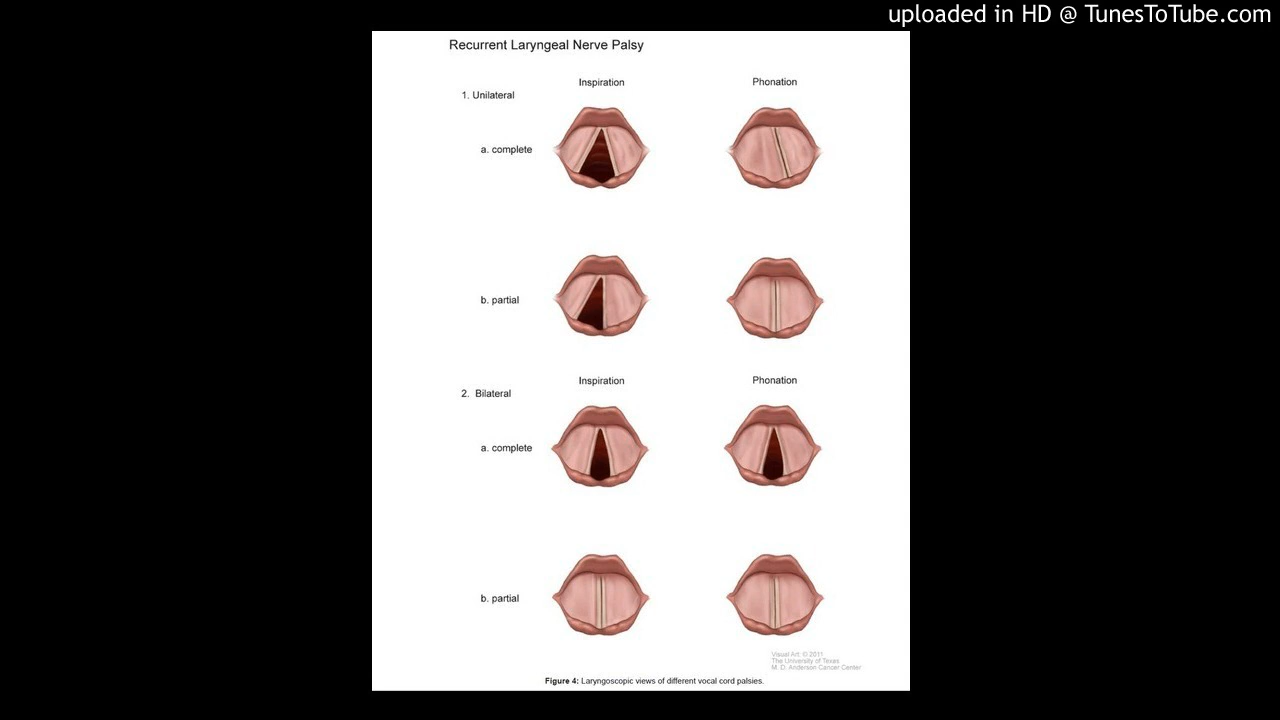 uploaded in HD @ TunesToTube.com
Recurrent Laryngeal Nerve Palsy
Inspiration Phonation
1. Unilateral
a. complete
b. partial
Inspiration Phonation
2. Bilateral
a. complete
b. partial
Visual Art: © 2011
The University of Texas
M. D. Anderson Cancer Center
Figure 4: Laryngoscopic views of different vocal cord palsies.